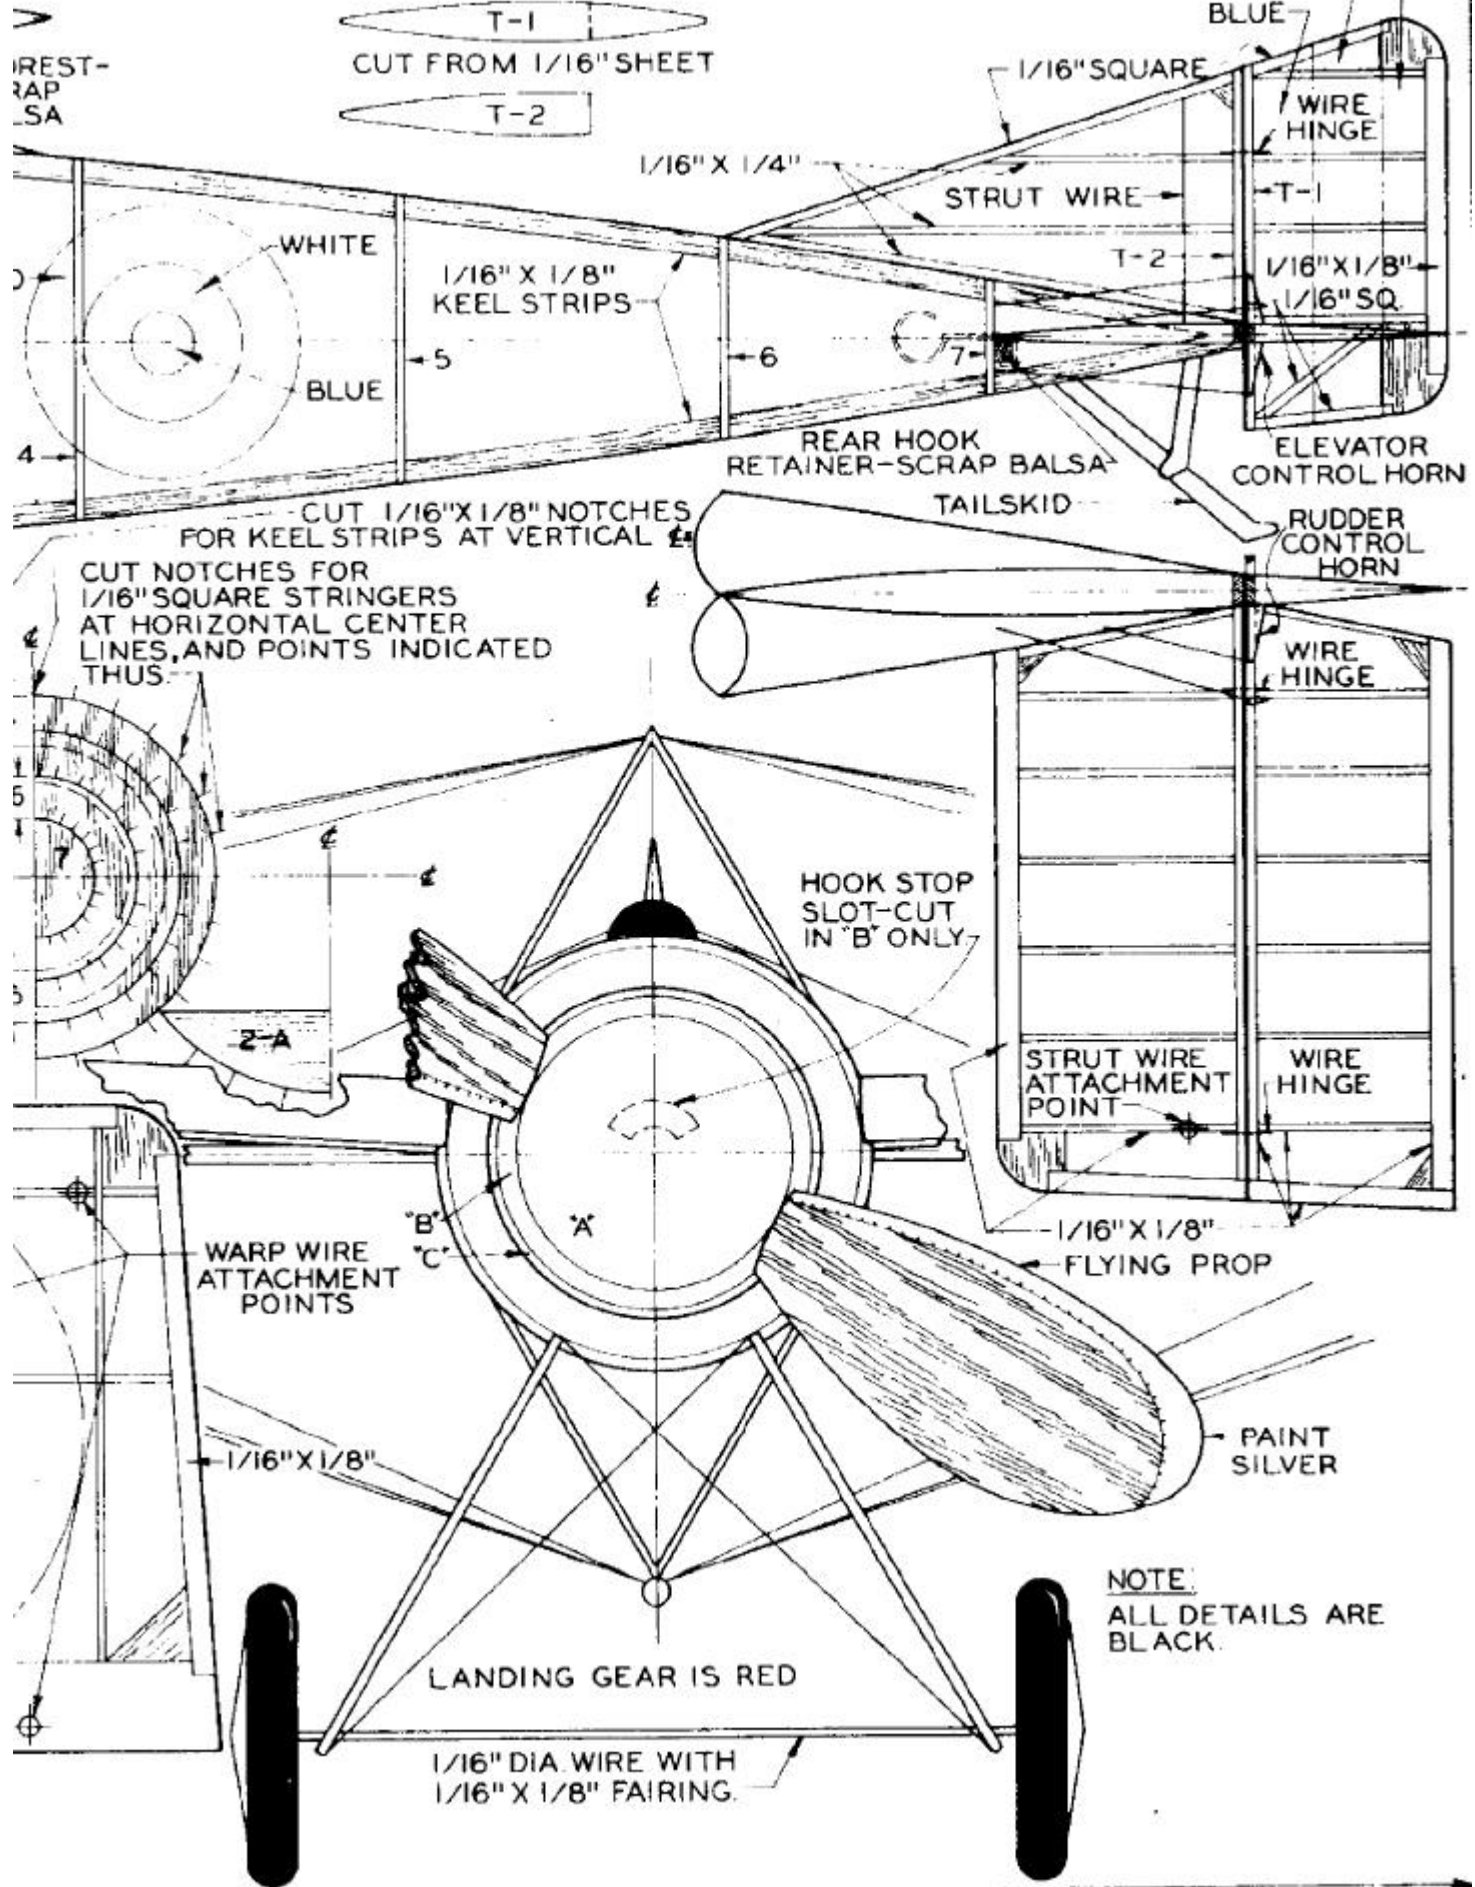 T-1
CUT FROM 1/16" SHEET
T-2
BLUE
1/16" SQUARE
WIRE
HINGE
1/16" X 1/4"
STRUT WIRE
T-1
T-2
1/16" X 1/8"
1/16" SQ.
WHITE
1/16" X 1/8"
KEEL STRIPS
5
6
7
BLUE
4
REAR HOOK
RETAINER-SCRAP BALSA
ELEVATOR
CONTROL HORN
TAILSKID
CUT 1/16" X 1/8" NOTCHES
FOR KEEL STRIPS AT VERTICAL ℄
RUDDER
CONTROL
HORN
CUT NOTCHES FOR
1/16" SQUARE STRINGERS
AT HORIZONTAL CENTER
LINES, AND POINTS INDICATED
THUS
℄
℄
WIRE
HINGE
7
℄
℄
HOOK STOP
SLOT-CUT
IN "B" ONLY
2-A
STRUT WIRE
ATTACHMENT
POINT
WIRE
HINGE
"B"
"C"
"A"
1/16" X 1/8"
FLYING PROP
WARP WIRE
ATTACHMENT
POINTS
1/16" X 1/8"
PAINT
SILVER
NOTE:
ALL DETAILS ARE
BLACK.
LANDING GEAR IS RED
1/16" DIA. WIRE WITH
1/16" X 1/8" FAIRING.